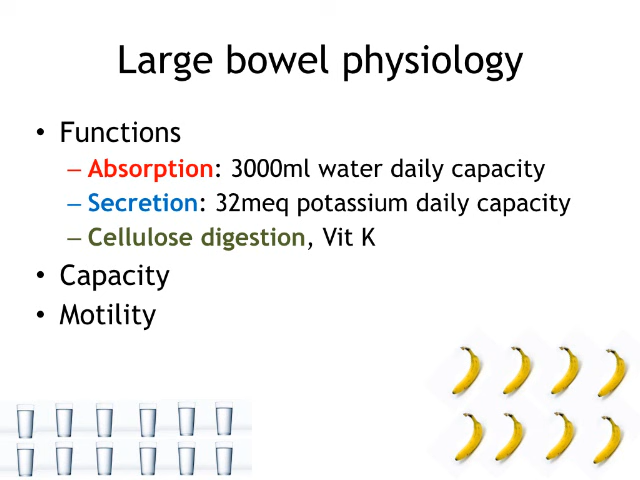 Large bowel physiology
• Functions
– Absorption: 3000ml water daily capacity
– Secretion: 32meq potassium daily capacity
– Cellulose digestion, Vit K
• Capacity
• Motility